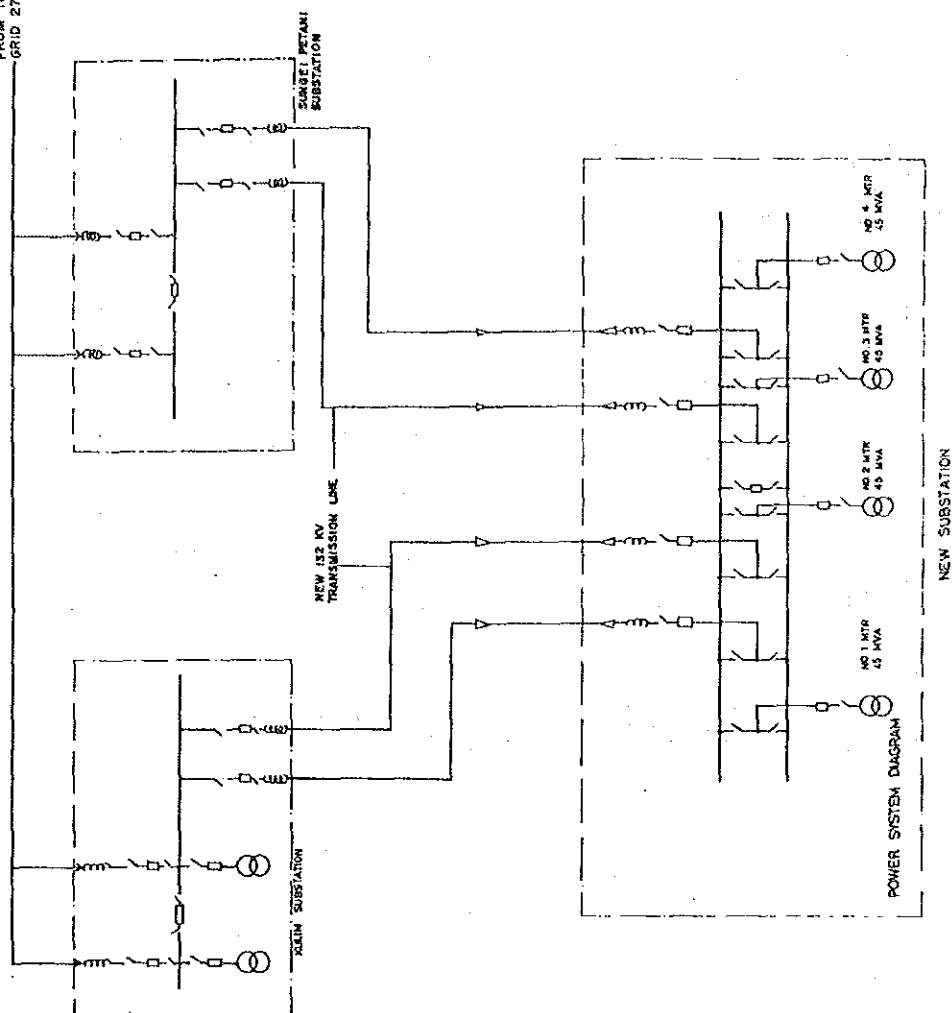 GRID 27
SUNGEI PETANI
SUBSTATION
NEW 132 KV
TRANSMISSION LINE
KULIM SUBSTATION
NO 4 MTR
45 MVA
NO.3 MTR
45 MVA
NO.2 MTR
45 MVA
NO 1 MTR
45 MVA
POWER SYSTEM DIAGRAM
NEW SUBSTATION